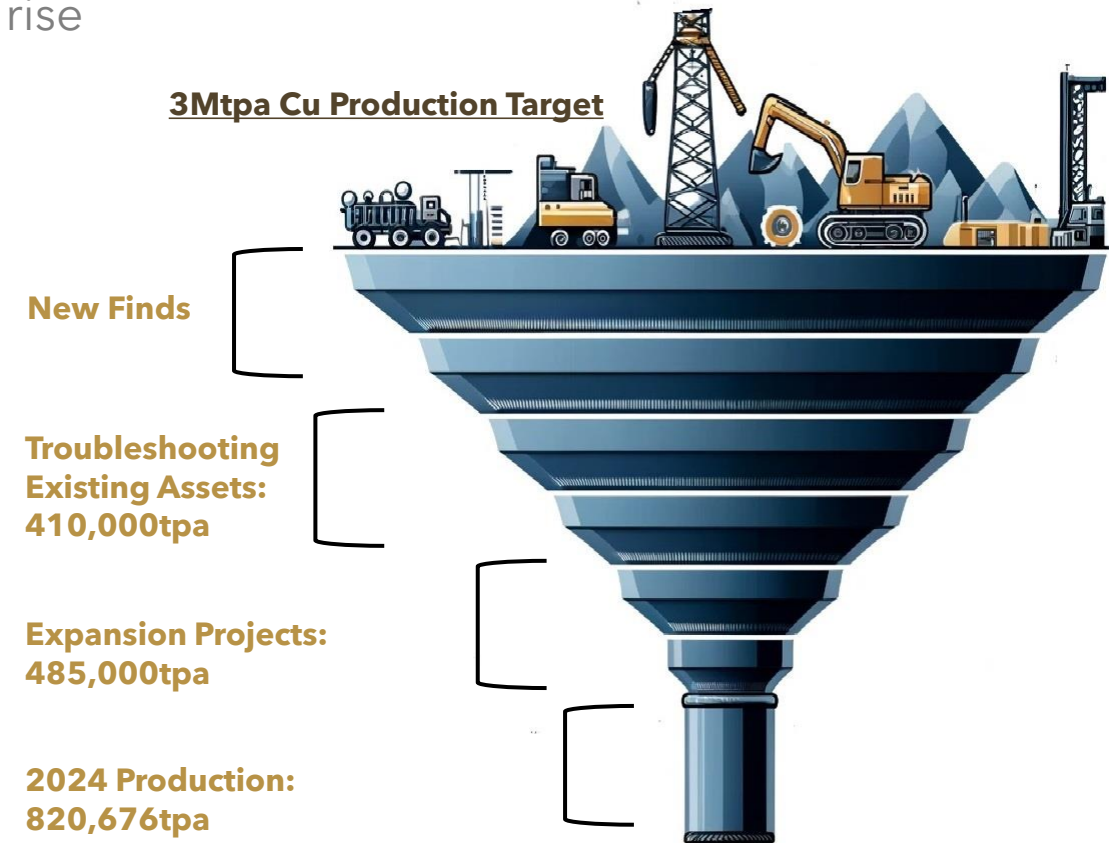 rise
3Mtpa Cu Production Target
New Finds
Troubleshooting
Existing Assets:
410,000tpa
Expansion Projects:
485,000tpa
2024 Production:
820,676tpa